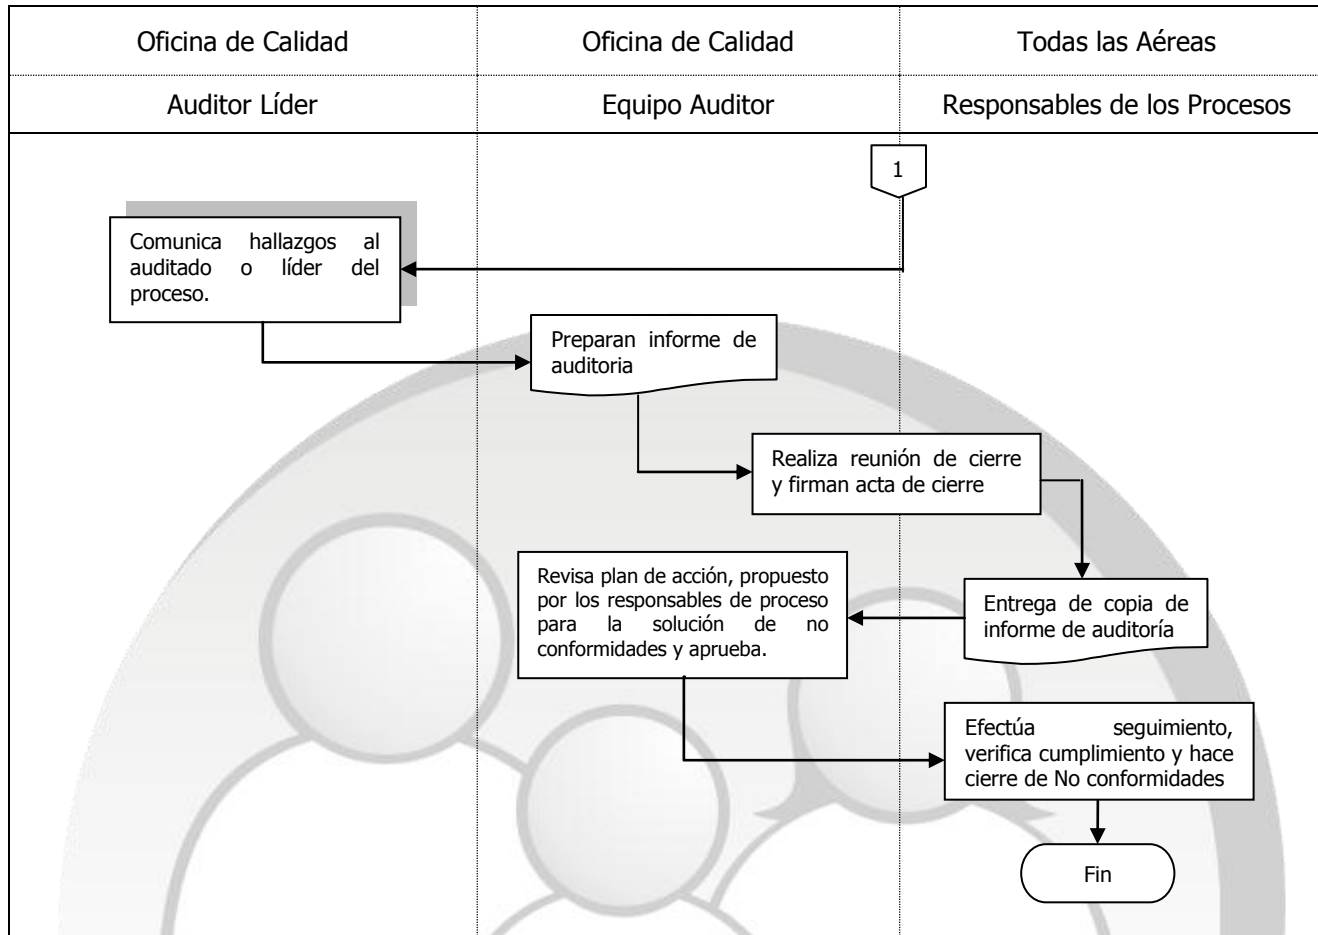 Oficina de Calidad
Oficina de Calidad
Todas las Aéreas
Auditor Líder
Equipo Auditor
Responsables de los Procesos
1
Comunica hallazgos al
auditado o líder del
proceso.
Preparan informe de
auditoria
Realiza reunión de cierre
y firman acta de cierre
Entrega de copia de
informe de auditoría
Revisa plan de acción, propuesto
por los responsables de proceso
para la solución de no
conformidades y aprueba.
Efectúa seguimiento,
verifica cumplimiento y hace
cierre de No conformidades
Fin